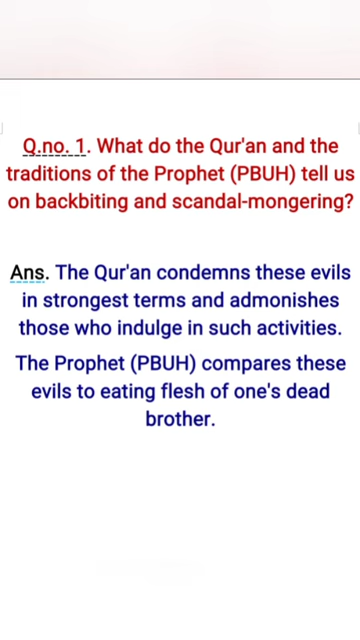 Q.no. 1. What do the Qur'an and the
traditions of the Prophet (PBUH) tell us
on backbiting and scandal-mongering?
Ans. The Qur'an condemns these evils
in strongest terms and admonishes
those who indulge in such activities.
The Prophet (PBUH) compares these
evils to eating flesh of one's dead
brother.